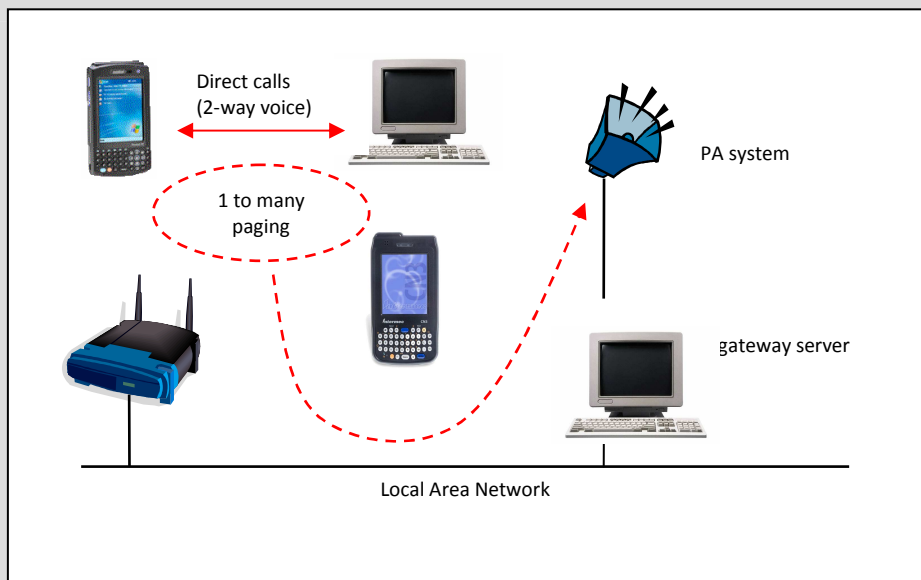 Direct calls
(2-way voice)
PA system
1 to many
paging
gateway server
Local Area Network